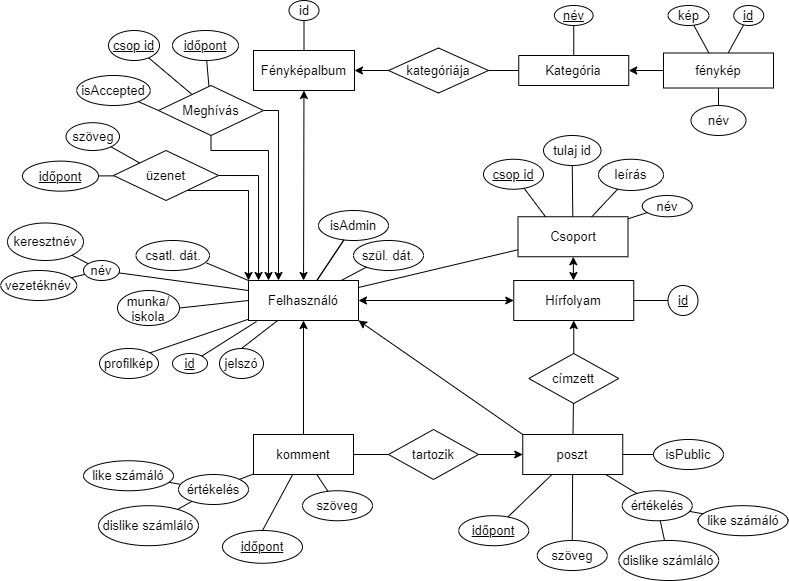 id
csop id
időpont
név
kép
id
isAccepted
Meghívás
Fényképalbum
kategóriája
Kategória
fénykép
név
szöveg
időpont
üzenet
tulaj id
csop id
leírás
név
keresztnév
név
vezetéknév
csatl. dát.
isAdmin
szül. dát.
Csoport
munka/
iskola
Felhasználó
Hírfolyam
id
profilkép
id
jelszó
címzett
komment
tartozik
poszt
isPublic
like számáló
értékelés
dislike számláló
időpont
szöveg
időpont
szöveg
értékelés
like számáló
dislike számláló